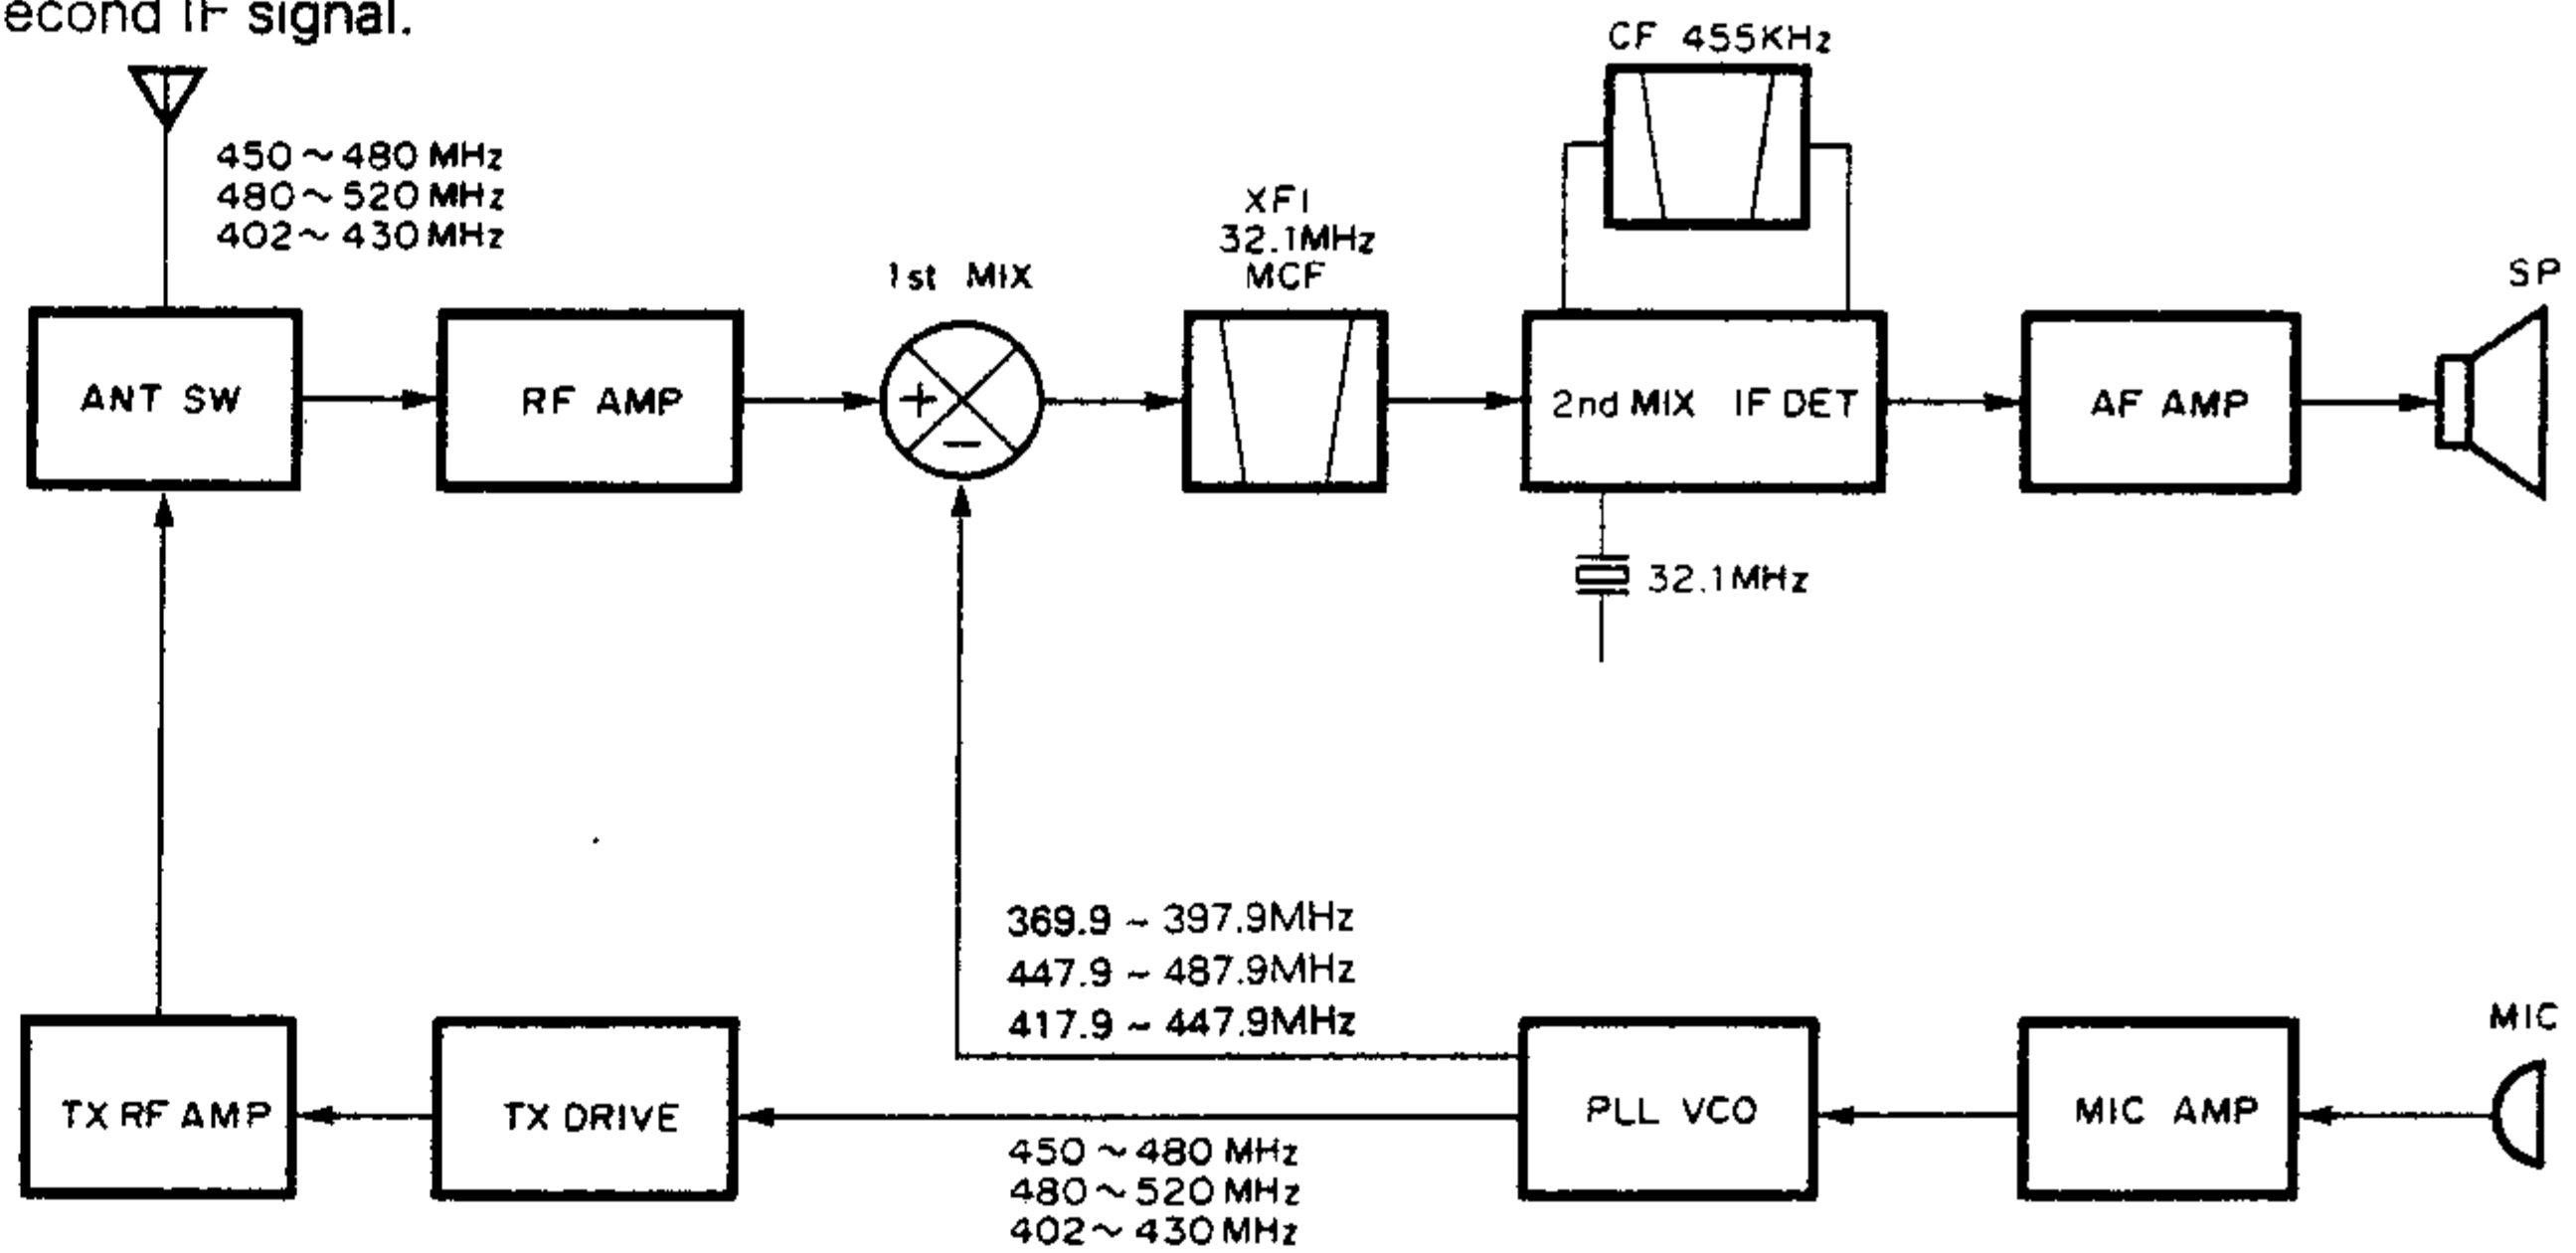 econd IF signal.
CF 455KHz
450~480 MHz
480~520 MHz
402~430 MHz
XF1
32.1MHz
MCF
1st MIX
SP
ANT SW
RF AMP
+
−
2nd MIX IF DET
AF AMP
32.1MHz
369.9 ~ 397.9MHz
447.9 ~ 487.9MHz
417.9 ~ 447.9MHz
MIC
TX RF AMP
TX DRIVE
PLL VCO
MIC AMP
450~480 MHz
480~520 MHz
402~430 MHz